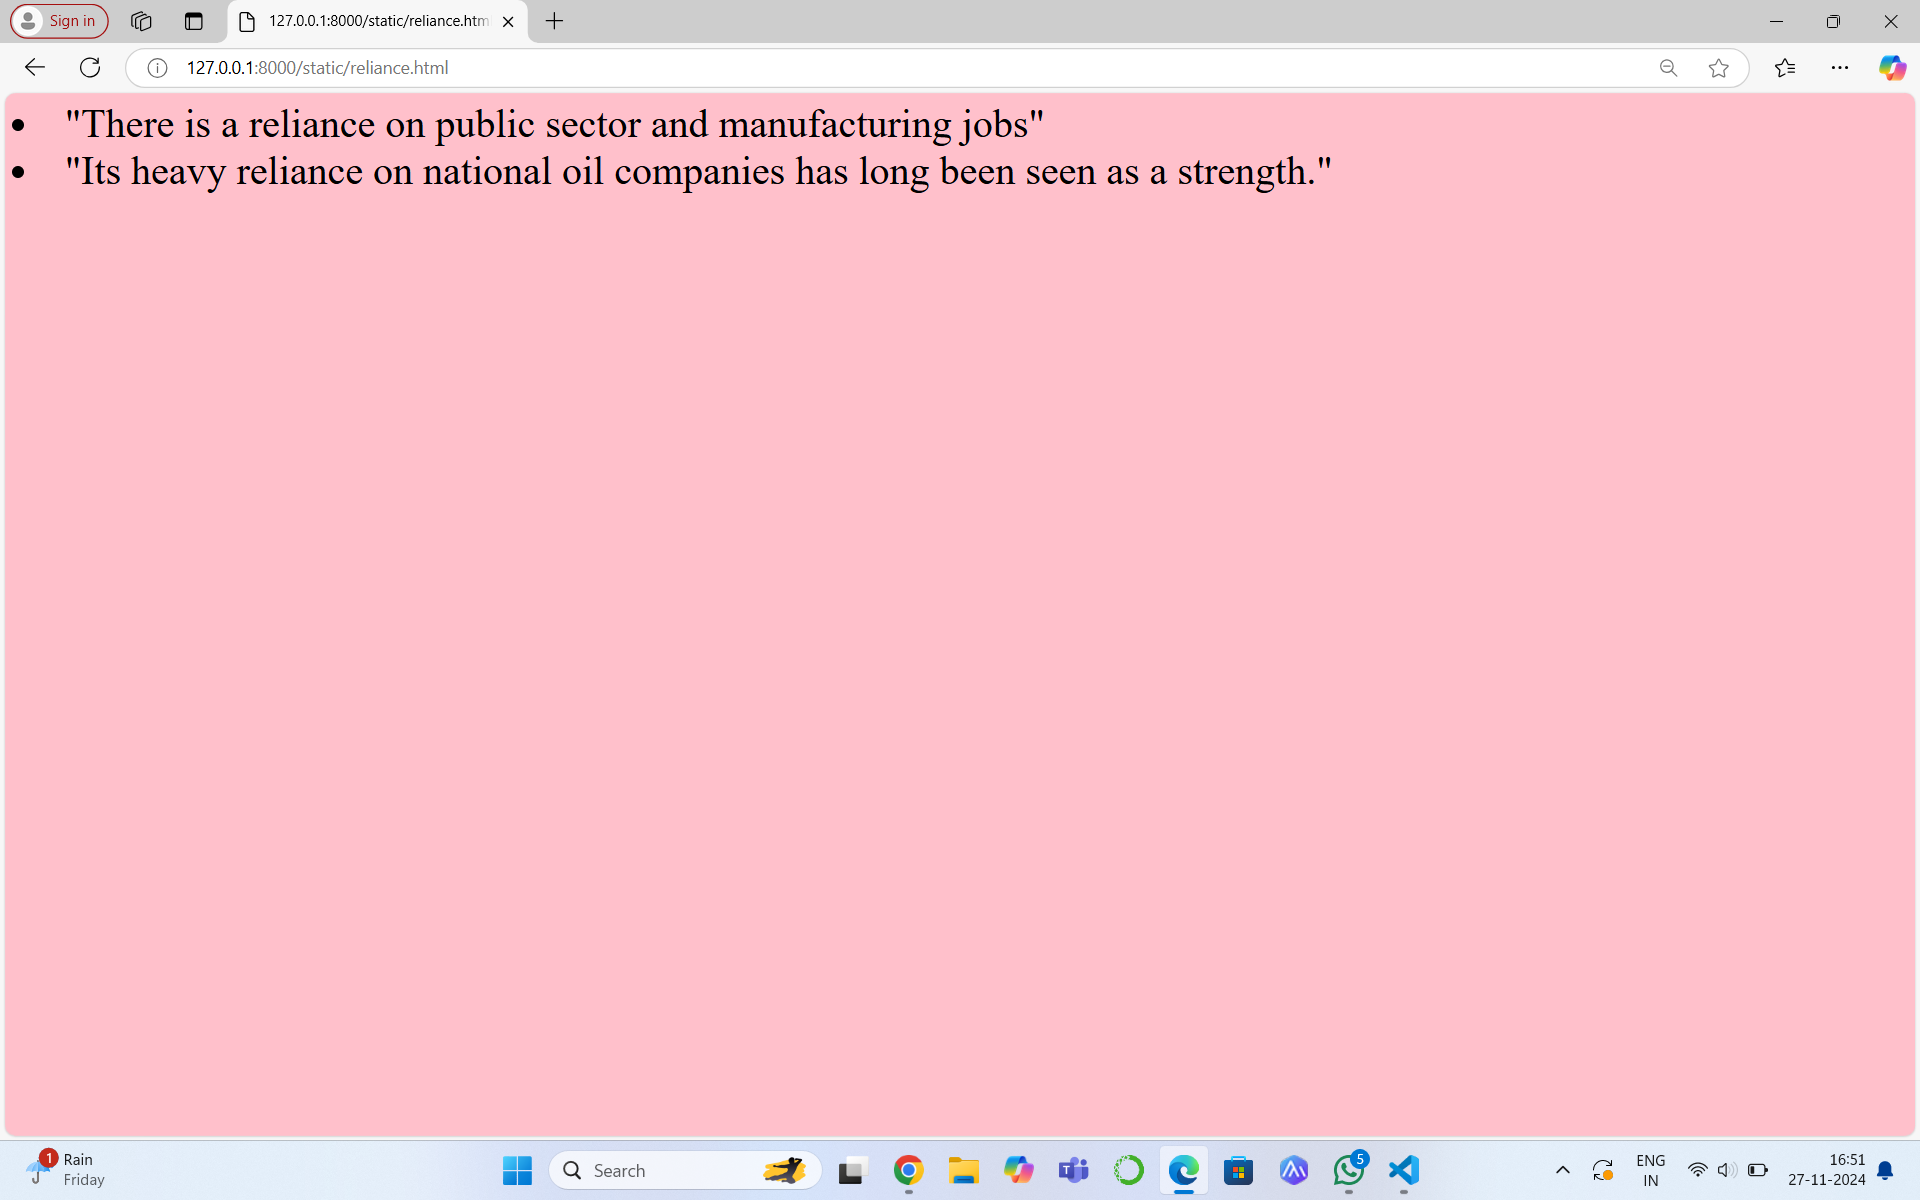 Sign in
127.0.0.1:8000/static/reliance.htm
127.0.0.1:8000/static/reliance.html
"There is a reliance on public sector and manufacturing jobs"
"Its heavy reliance on national oil companies has long been seen as a strength."
1
Rain
Friday
Search
T
5
ENG
IN
16:51
27-11-2024